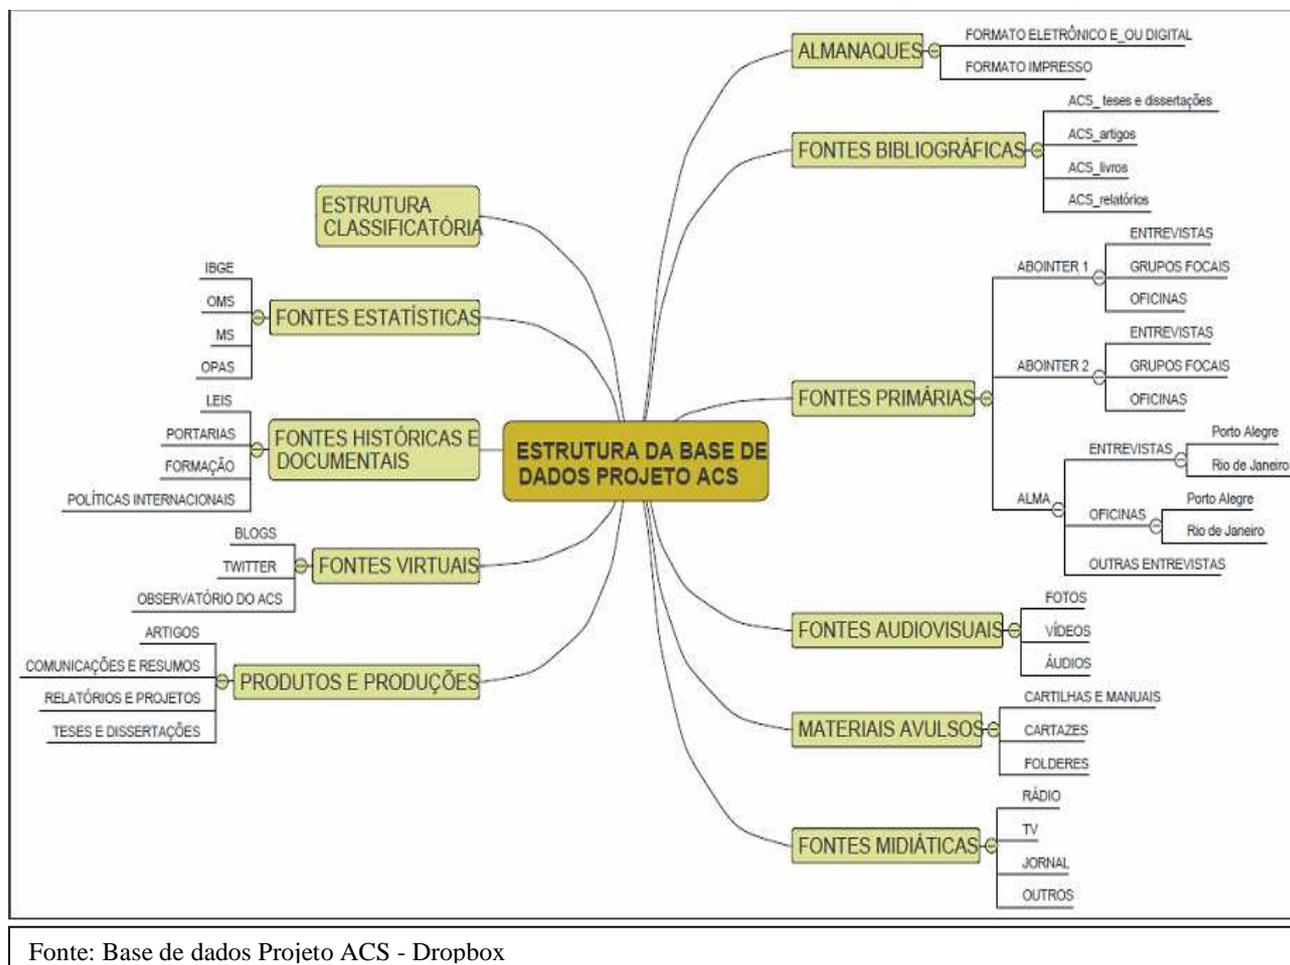 ESTRUTURA DA BASE DE
DADOS PROJETO ACS
ALMANAQUES
FORMATO ELETRÔNICO E_OU DIGITAL
FORMATO IMPRESSO
FONTES BIBLIOGRÁFICAS
ACS_ teses e dissertações
ACS_artigos
ACS_livros
ACS_relatórios
FONTES PRIMÁRIAS
ABOINTER 1
ENTREVISTAS
GRUPOS FOCAIS
OFICINAS
ABOINTER 2
ENTREVISTAS
GRUPOS FOCAIS
OFICINAS
ALMA
ENTREVISTAS
Porto Alegre
Rio de Janeiro
OFICINAS
Porto Alegre
Rio de Janeiro
OUTRAS ENTREVISTAS
FONTES AUDIOVISUAIS
FOTOS
VÍDEOS
ÁUDIOS
MATERIAIS AVULSOS
CARTILHAS E MANUAIS
CARTAZES
FOLDERES
FONTES MIDIÁTICAS
RÁDIO
TV
JORNAL
OUTROS
ESTRUTURA
CLASSIFICATÓRIA
FONTES ESTATÍSTICAS
IBGE
OMS
MS
OPAS
FONTES HISTÓRICAS E
DOCUMENTAIS
LEIS
PORTARIAS
FORMAÇÃO
POLÍTICAS INTERNACIONAIS
FONTES VIRTUAIS
BLOGS
TWITTER
OBSERVATÓRIO DO ACS
PRODUTOS E PRODUÇÕES
ARTIGOS
COMUNICAÇÕES E RESUMOS
RELATÓRIOS E PROJETOS
TESES E DISSERTAÇÕES
Fonte: Base de dados Projeto ACS - Dropbox